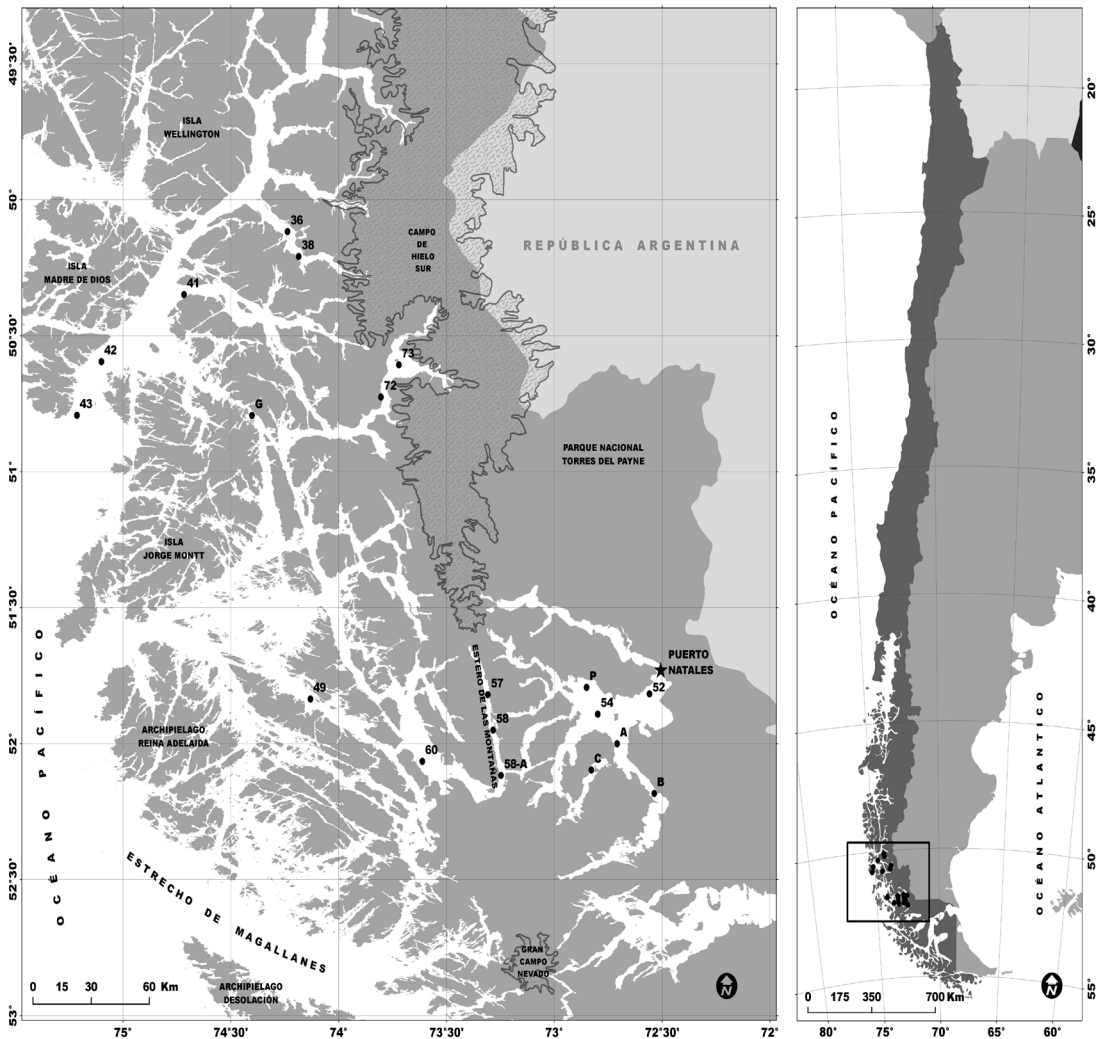 49°30'
50°
50°30'
51°
51°30'
52°
52°30'
53°
ISLA
WELLINGTON
36
38
CAMPO
DE
HIELO
SUR
REPÚBLICA ARGENTINA
ISLA
MADRE DE DIOS
41
42
73
72
43
G
PARQUE NACIONAL
TORRES DEL PAYNE
ISLA
JORGE MONTT
OCÉANO PACÍFICO
ESTERO DE LAS MONTAÑAS
PUERTO
NATALES
P
52
57
49
54
58
A
ARCHIPIELAGO
REINA ADELAIDA
60
C
58-A
B
ESTRECHO DE MAGALLANES
GRAN
CAMPO
NEVADO
ARCHIPIÉLAGO
DESOLACIÓN
0 15 30 60 Km
N
75°
74°30'
74°
73°30'
73°
72°30'
72°
20°
25°
30°
35°
40°
45°
50°
55°
OCÉANO PACÍFICO
OCÉANO ATLANTICO
0 175 350 700 Km
N
80° 75° 70° 65° 60°